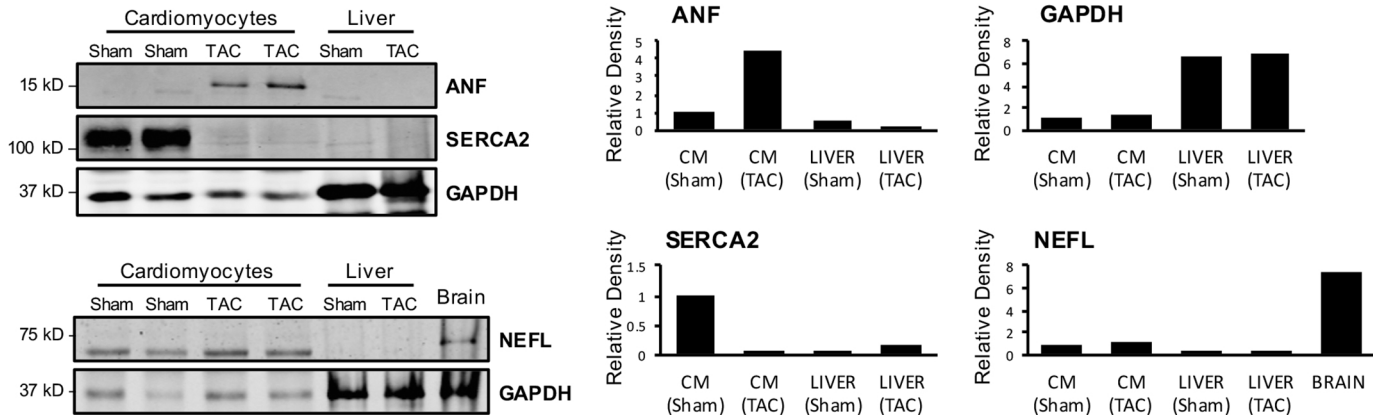 Cardiomyocytes Liver
Sham Sham TAC TAC Sham TAC
15 kD ANF
100 kD SERCA2
37 kD GAPDH
Cardiomyocytes Liver Brain
Sham Sham TAC TAC Sham TAC
75 kD NEFL
37 kD GAPDH
ANF
Relative Density
5
4
3
2
1
0
CM (Sham) CM (TAC) LIVER (Sham) LIVER (TAC)
GAPDH
Relative Density
8
6
4
2
0
CM (Sham) CM (TAC) LIVER (Sham) LIVER (TAC)
SERCA2
Relative Density
1.5
1
0.5
0
CM (Sham) CM (TAC) LIVER (Sham) LIVER (TAC)
NEFL
Relative Density
8
6
4
2
0
CM (Sham) CM (TAC) LIVER (Sham) LIVER (TAC) BRAIN